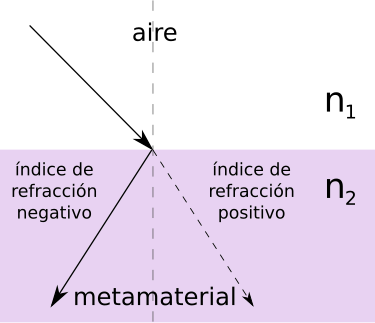 aire
n1
índice de
refracción
negativo
índice de
refracción
positivo
n2
metamaterial